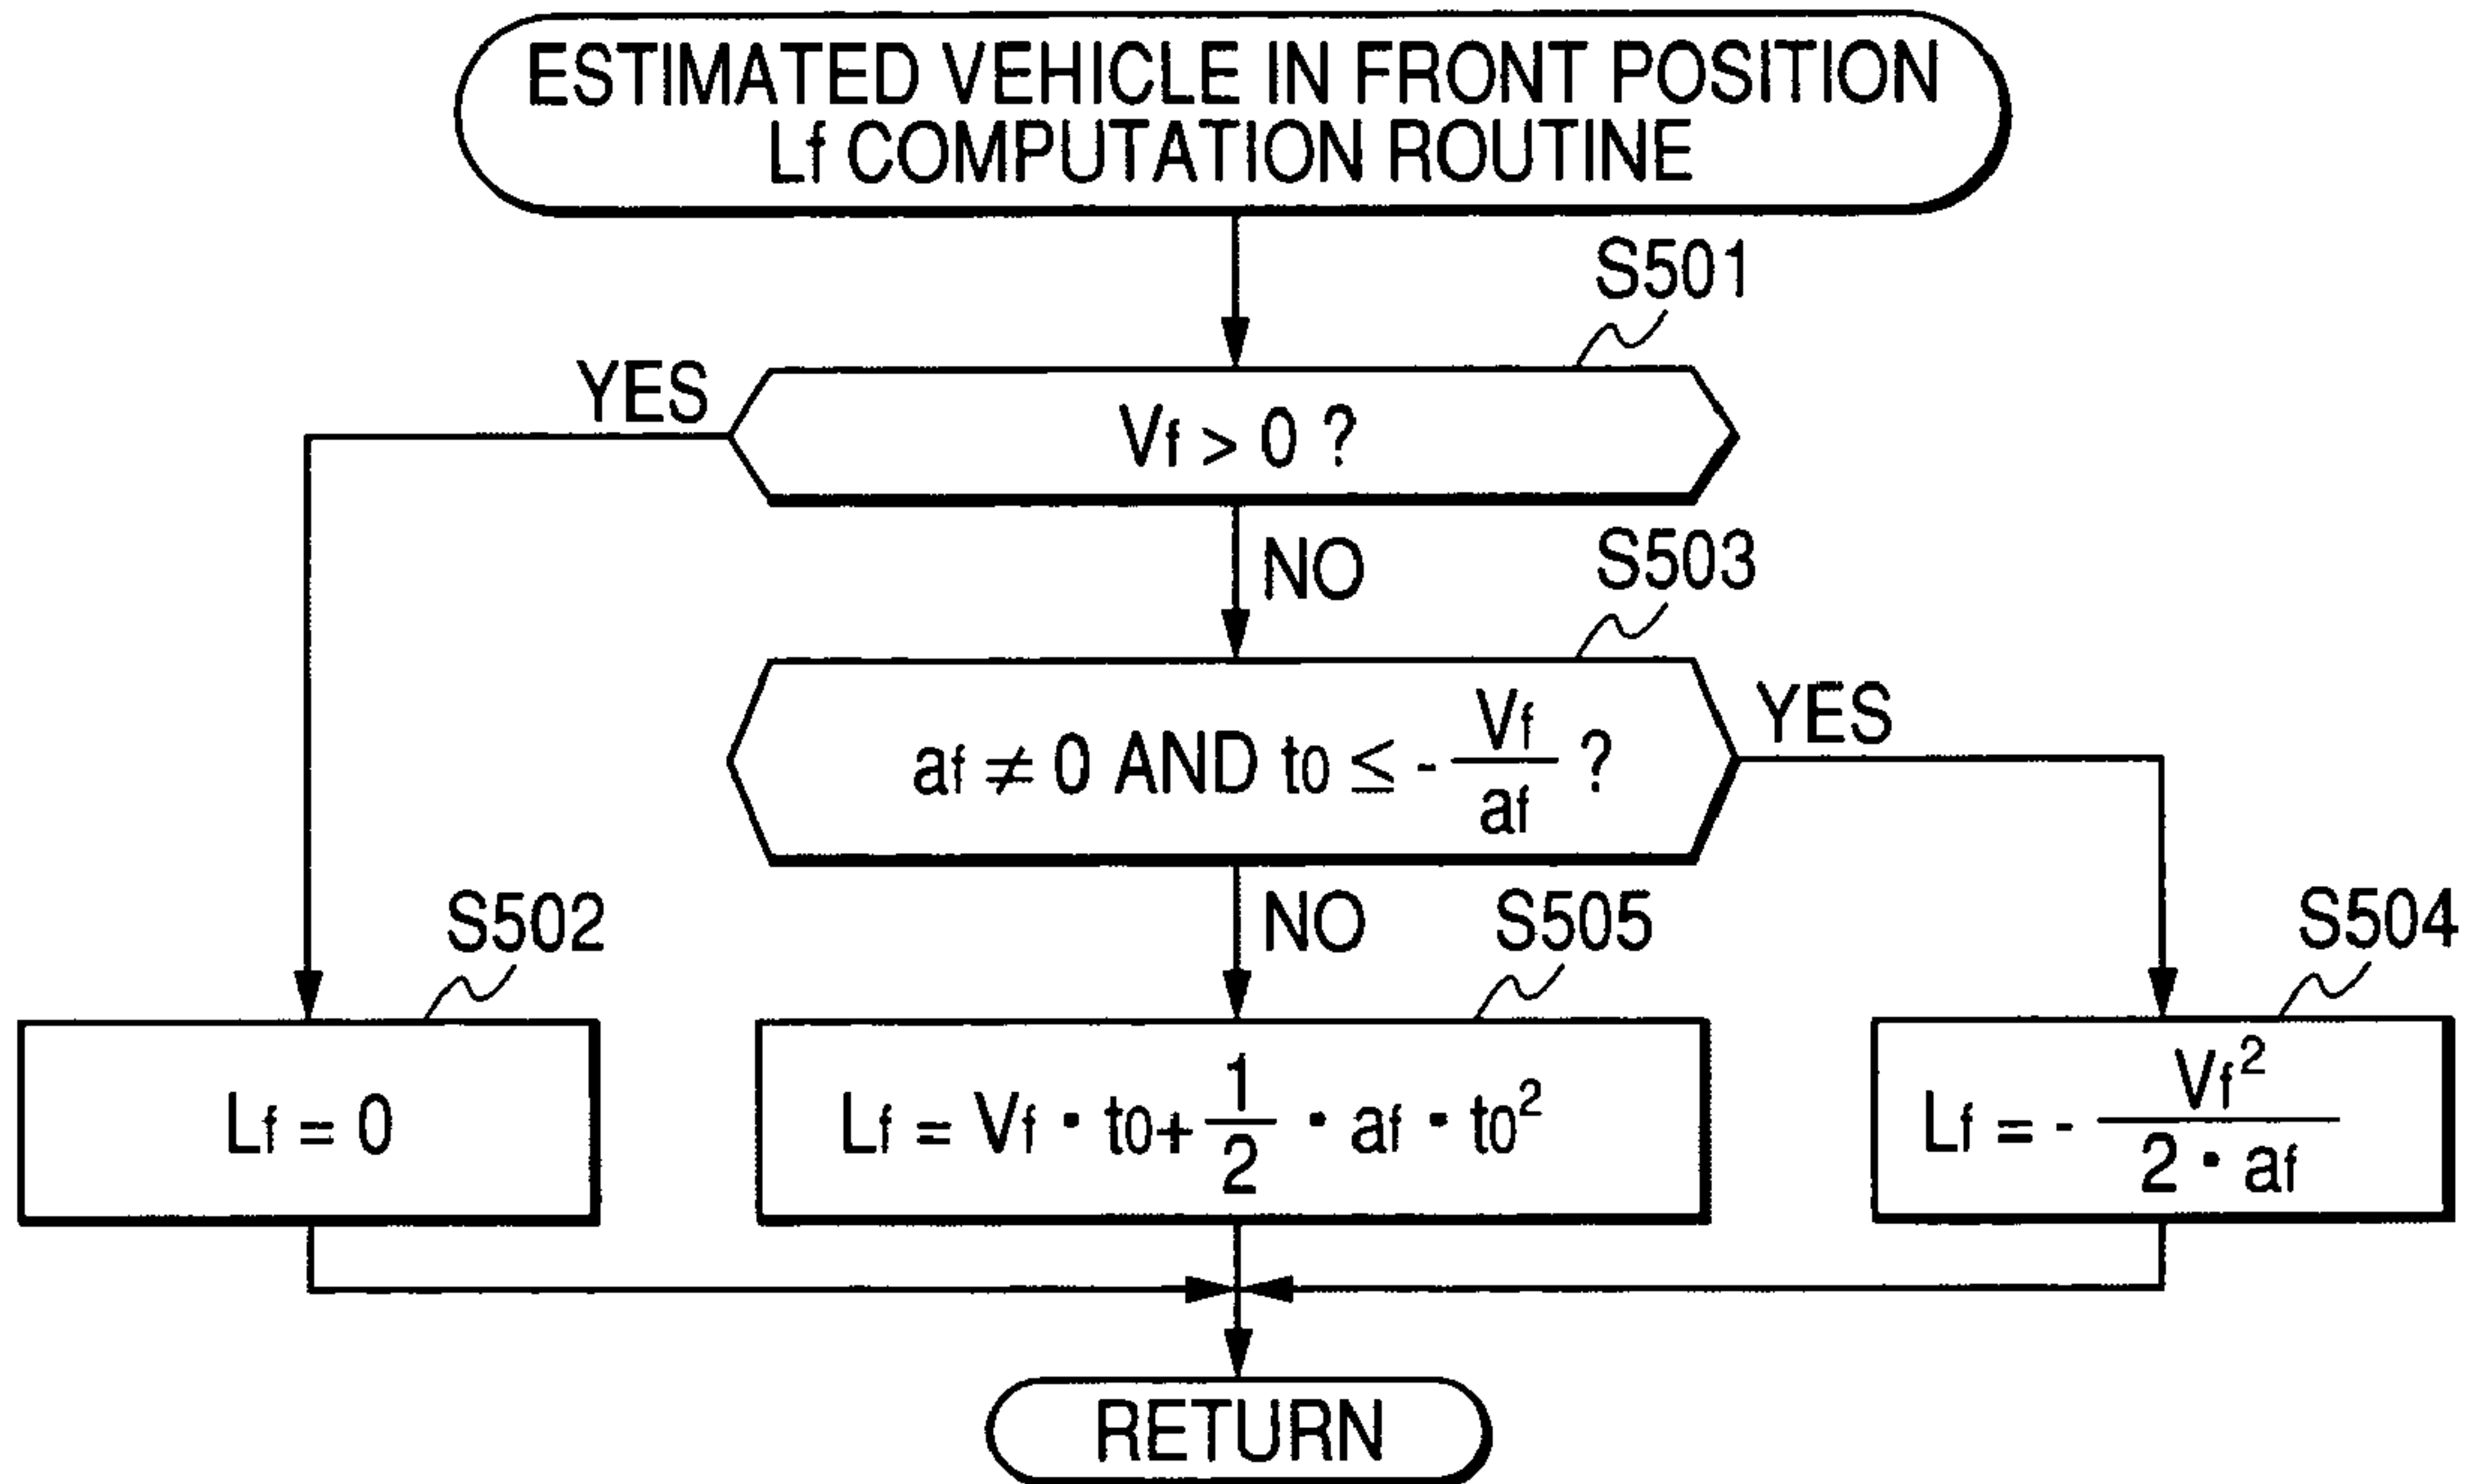 ESTIMATED VEHICLE IN FRONT POSITION
Lf COMPUTATION ROUTINE
S501
YES
Vf > 0 ?
NO
S503
af ≠ 0 AND t0 ≦ - Vf / af ?
YES
S502
NO
S505
S504
Lf = 0
Lf = Vf · t0 + 1/2 · af · t0²
Lf = - Vf² / 2 · af
RETURN